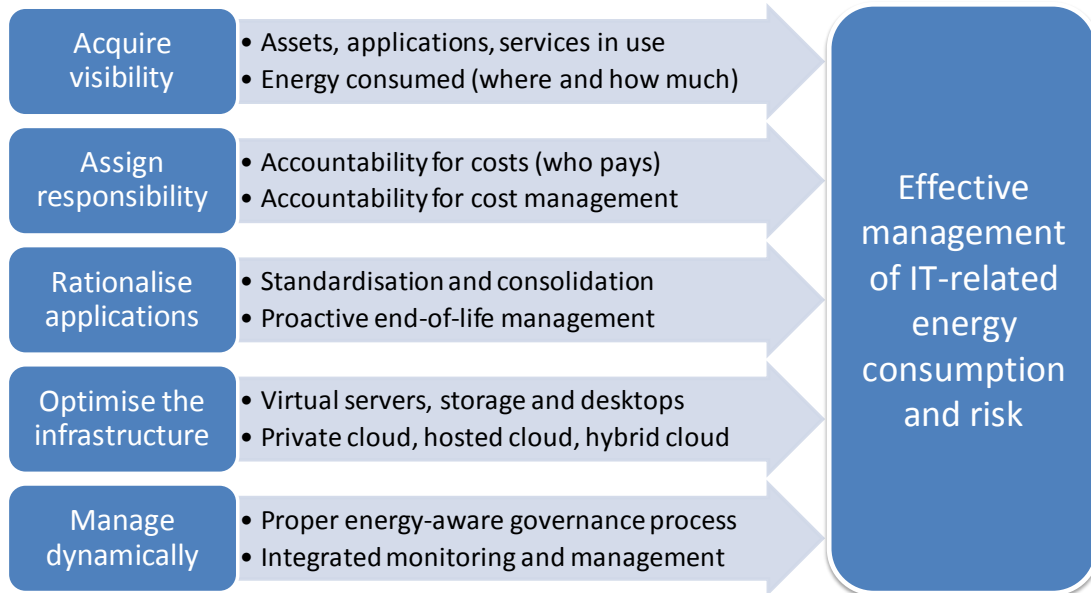 Acquire
visibility
• Assets, applications, services in use
• Energy consumed (where and how much)
Assign
responsibility
• Accountability for costs (who pays)
• Accountability for cost management
Rationalise
applications
• Standardisation and consolidation
• Proactive end-of-life management
Optimise the
infrastructure
• Virtual servers, storage and desktops
• Private cloud, hosted cloud, hybrid cloud
Manage
dynamically
• Proper energy-aware governance process
• Integrated monitoring and management
Effective
management
of IT-related
energy
consumption
and risk